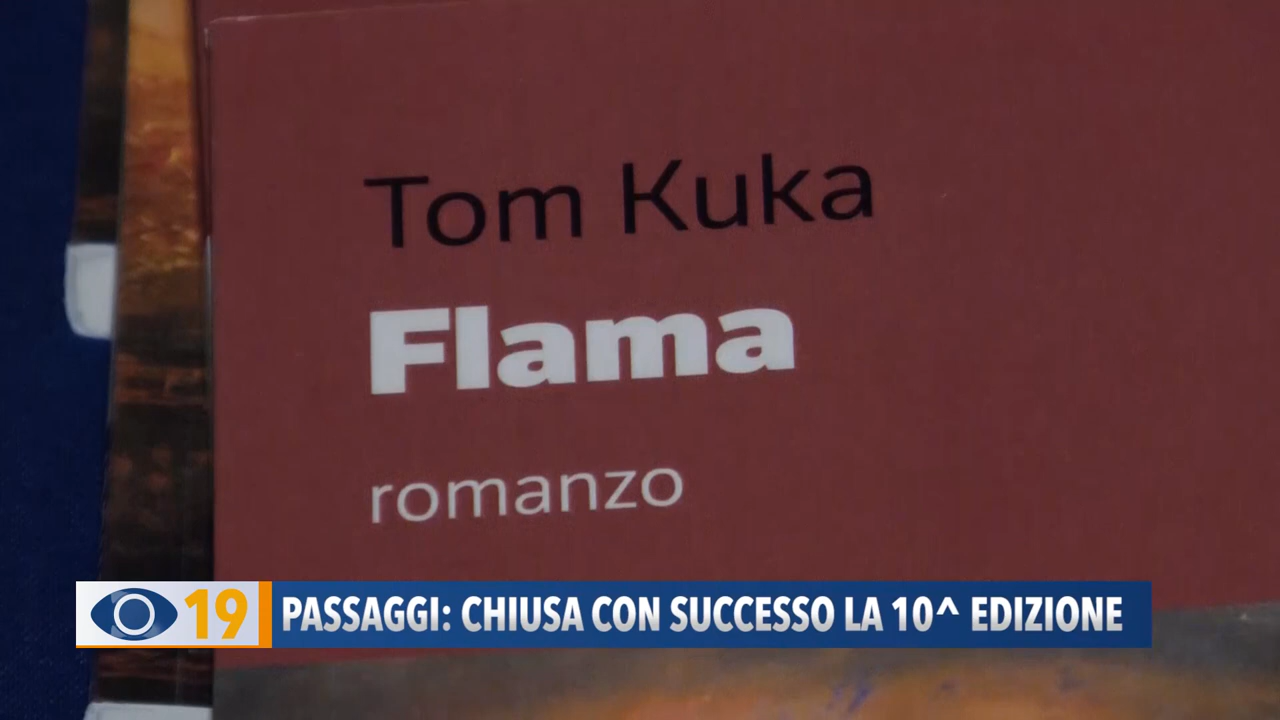 Tom Kuka
Flama
romanzo
19
PASSAGGI: CHIUSA CON SUCCESSO LA 10^ EDIZIONE